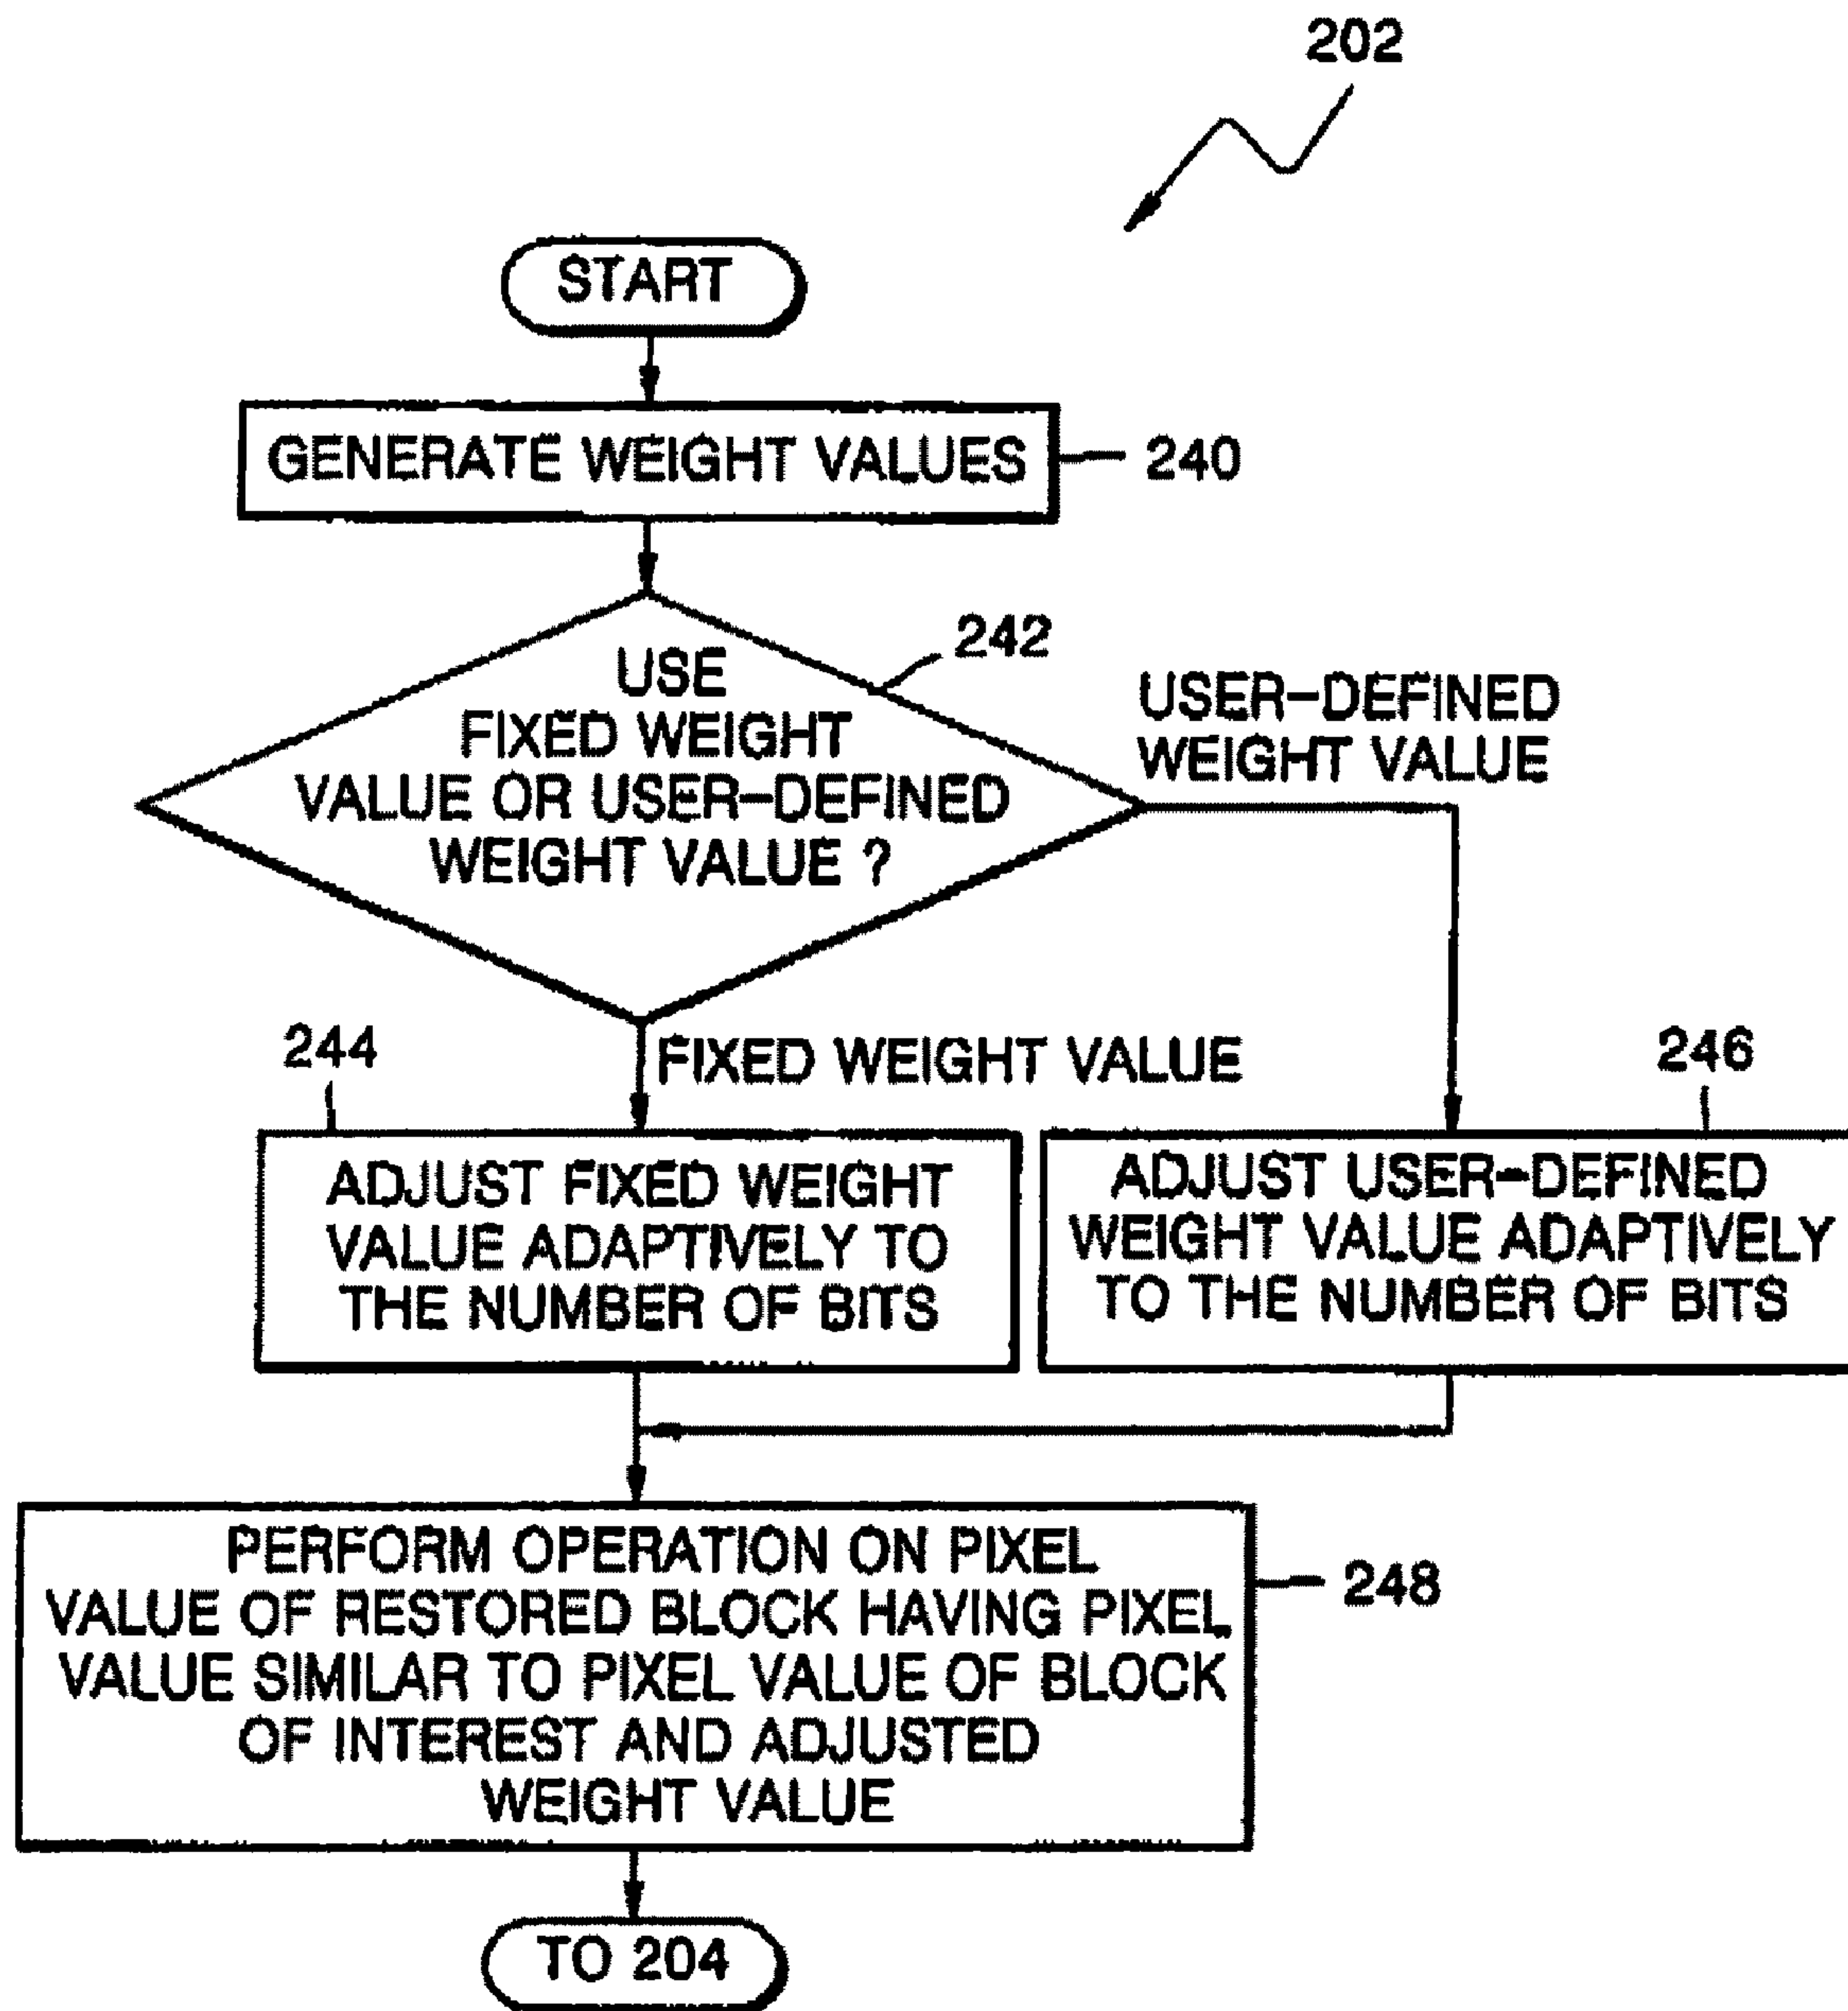 202
START
GENERATE WEIGHT VALUES
240
USE
FIXED WEIGHT
VALUE OR USER-DEFINED
WEIGHT VALUE ?
242
USER-DEFINED
WEIGHT VALUE
FIXED WEIGHT VALUE
244
ADJUST FIXED WEIGHT
VALUE ADAPTIVELY TO
THE NUMBER OF BITS
246
ADJUST USER-DEFINED
WEIGHT VALUE ADAPTIVELY
TO THE NUMBER OF BITS
PERFORM OPERATION ON PIXEL
VALUE OF RESTORED BLOCK HAVING PIXEL
VALUE SIMILAR TO PIXEL VALUE OF BLOCK
OF INTEREST AND ADJUSTED
WEIGHT VALUE
248
TO 204